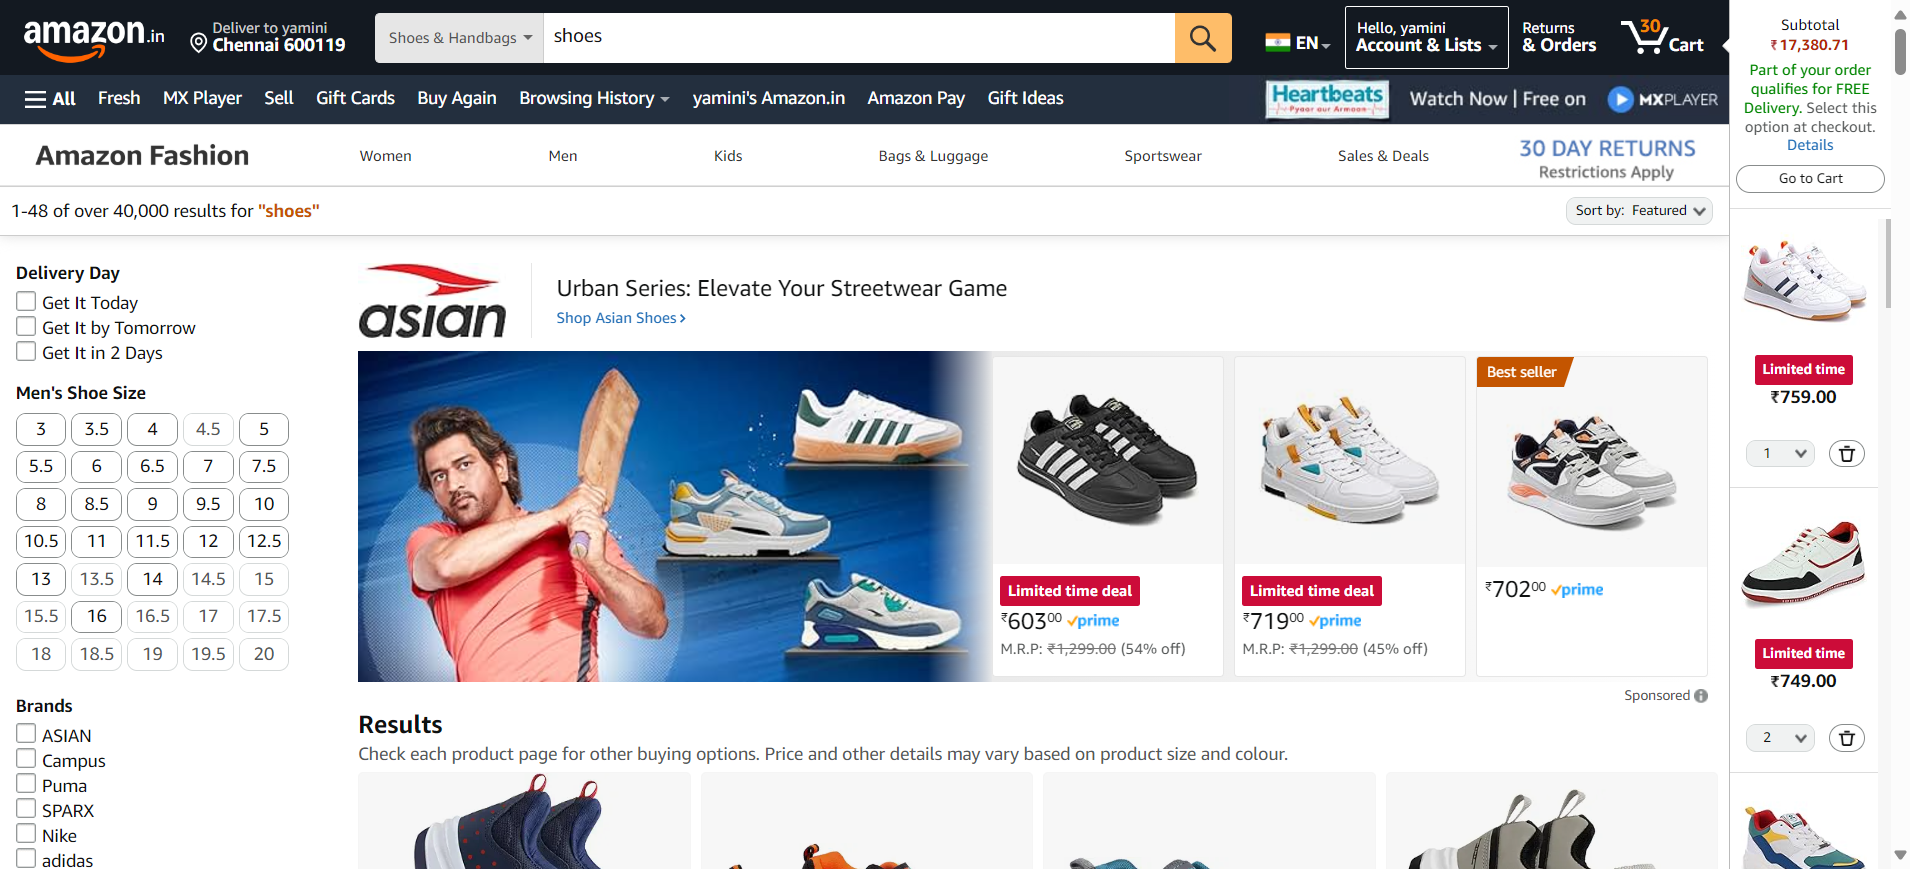 amazon.in
Deliver to yamini
Chennai 600119
Shoes & Handbags
shoes
EN
Hello, yamini
Account & Lists
Returns
& Orders
30
Cart
All
Fresh
MX Player
Sell
Gift Cards
Buy Again
Browsing History
yamini's Amazon.in
Amazon Pay
Gift Ideas
Heartbeats
Pyaar aur Armaan
Watch Now | Free on
MXPLAYER
Amazon Fashion
Women
Men
Kids
Bags & Luggage
Sportswear
Sales & Deals
30 DAY RETURNS
Restrictions Apply
1-48 of over 40,000 results for "shoes"
Sort by: Featured
Delivery Day
Get It Today
Get It by Tomorrow
Get It in 2 Days
Men's Shoe Size
3 3.5 4 4.5 5
5.5 6 6.5 7 7.5
8 8.5 9 9.5 10
10.5 11 11.5 12 12.5
13 13.5 14 14.5 15
15.5 16 16.5 17 17.5
18 18.5 19 19.5 20
Brands
ASIAN
Campus
Puma
SPARX
Nike
adidas
asian
Urban Series: Elevate Your Streetwear Game
Shop Asian Shoes
Limited time deal
₹603⁰⁰ prime
M.R.P: ₹1,299.00 (54% off)
Limited time deal
₹719⁰⁰ prime
M.R.P: ₹1,299.00 (45% off)
Best seller
₹702⁰⁰ prime
Sponsored
Results
Check each product page for other buying options. Price and other details may vary based on product size and colour.
Subtotal
₹17,380.71
Part of your order
qualifies for FREE
Delivery. Select this
option at checkout.
Details
Go to Cart
Limited time
₹759.00
1
Limited time
₹749.00
2